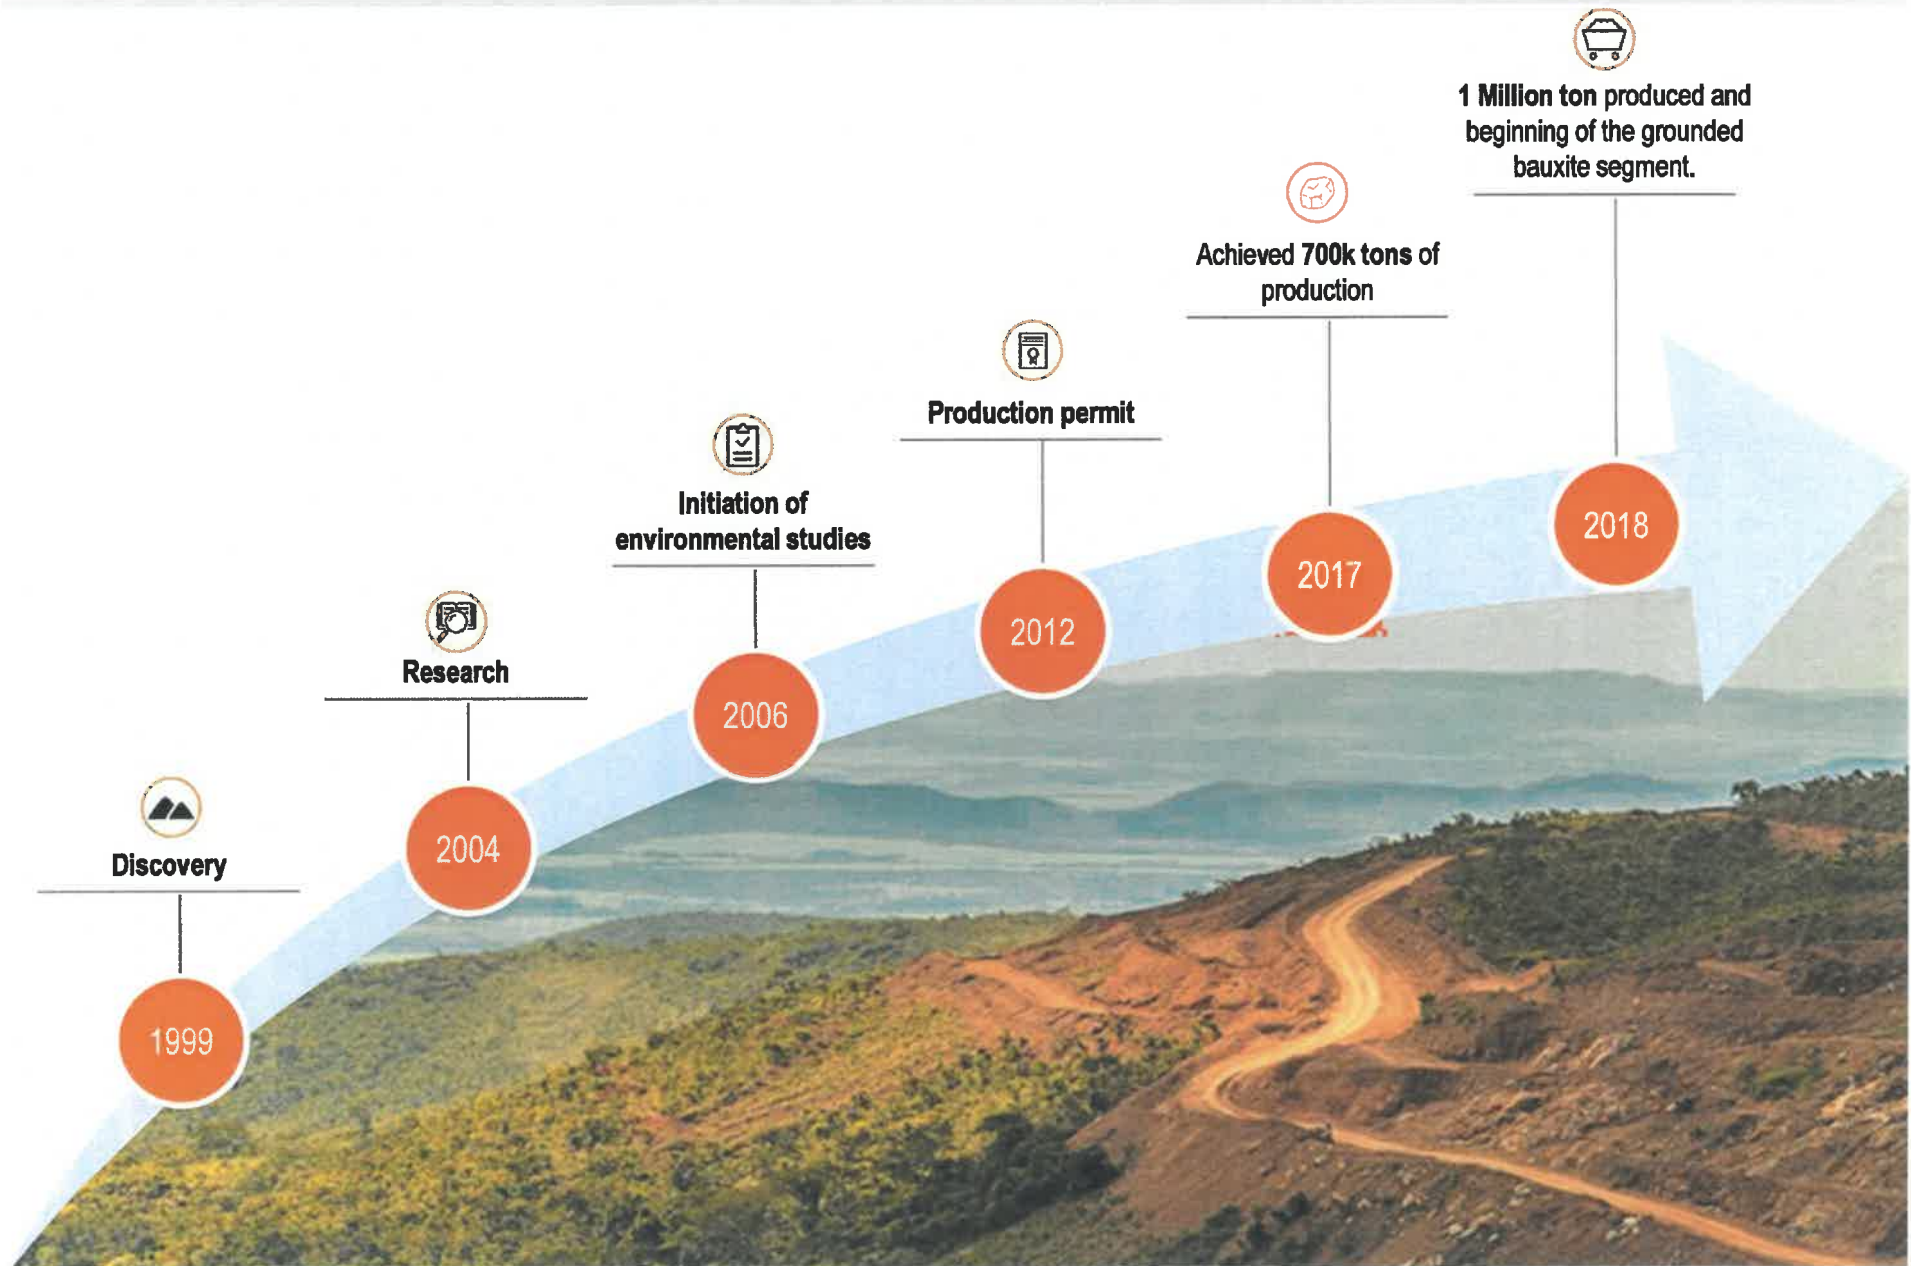 1 Million ton produced and
beginning of the grounded
bauxite segment.
Achieved 700k tons of
production
Production permit
Initiation of
environmental studies
Research
Discovery
1999
2004
2006
2012
2017
2018